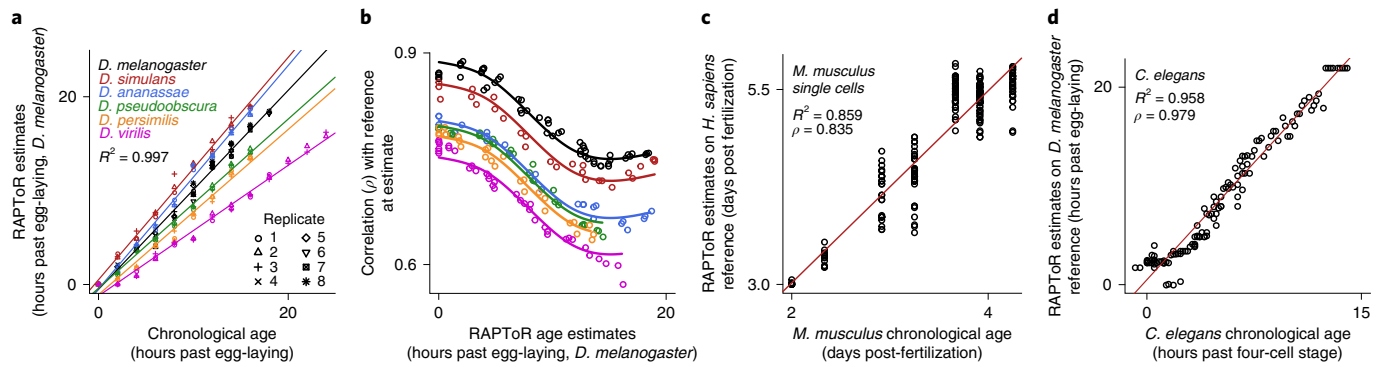 a
RAPToR estimates
(hours past egg-laying, D. melanogaster)
20
0
D. melanogaster
D. simulans
D. ananassae
D. pseudoobscura
D. persimilis
D. virilis
R² = 0.997
Replicate
1 5
2 6
3 7
4 8
0 20
Chronological age
(hours past egg-laying)
b
Correlation (ρ) with reference
at estimate
0.9
0.6
0 20
RAPToR age estimates
(hours past egg-laying, D. melanogaster)
c
RAPToR estimates on H. sapiens
reference (days post fertilization)
5.5
3.0
M. musculus
single cells
R² = 0.859
ρ = 0.835
2 4
M. musculus chronological age
(days post-fertilization)
d
RAPToR estimates on D. melanogaster
reference (hours past egg-laying)
20
0
C. elegans
R² = 0.958
ρ = 0.979
0 15
C. elegans chronological age
(hours past four-cell stage)